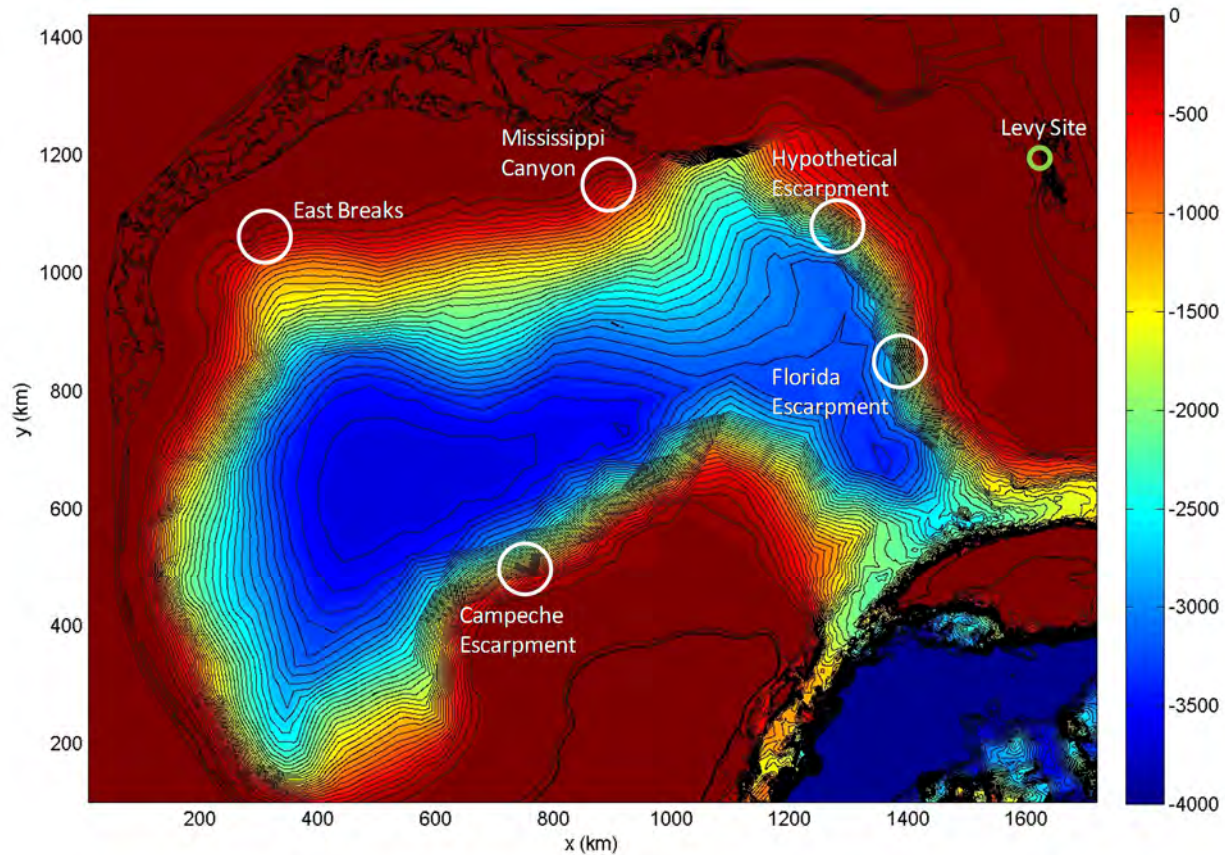 1400
1200
1000
800
600
400
200
y (km)
Mississippi
Canyon
East Breaks
Hypothetical
Escarpment
Levy Site
Florida
Escarpment
Campeche
Escarpment
200 400 600 800 1000 1200 1400 1600
x (km)
0
-500
-1000
-1500
-2000
-2500
-3000
-3500
-4000